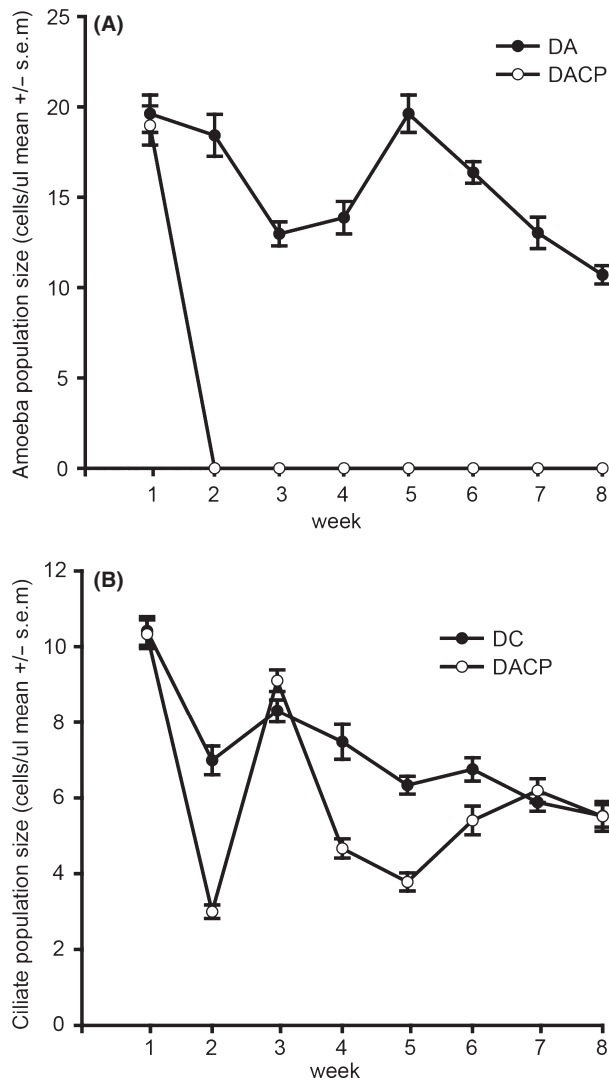 (A)
DA
DACP
Amoeba population size (cells/ul mean +/− s.e.m)
25
20
15
10
5
0
1 2 3 4 5 6 7 8
week
(B)
DC
DACP
Ciliate population size (cells/ul mean +/− s.e.m)
12
10
8
6
4
2
0
1 2 3 4 5 6 7 8
week